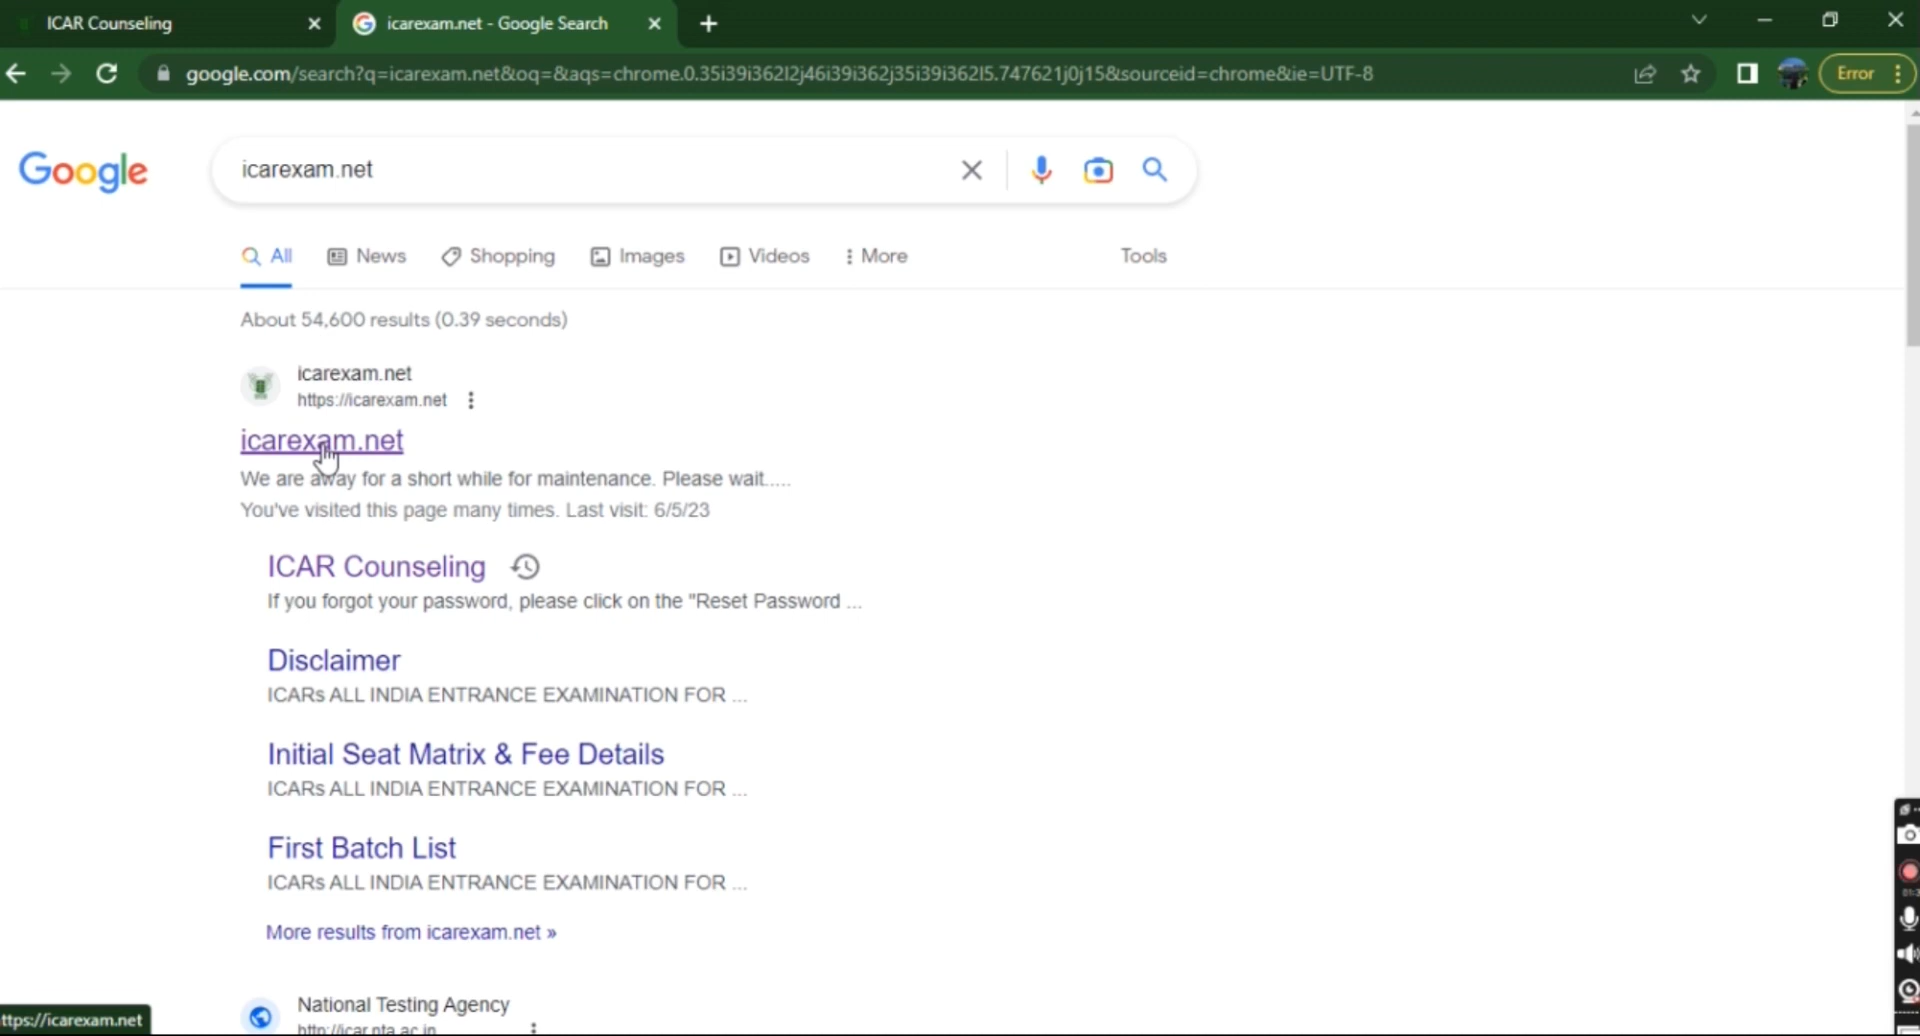 ICAR Counseling
icarexam.net - Google Search
google.com/search?q=icarexam.net&oq=&aqs=chrome.0.35i39i362l2j46i39i362j35i39i362l5.747621j0j15&sourceid=chrome&ie=UTF-8
Error
Google
icarexam.net
All
News
Shopping
Images
Videos
More
Tools
About 54,600 results (0.39 seconds)
icarexam.net
https://icarexam.net
icarexam.net
We are away for a short while for maintenance. Please wait.....
You've visited this page many times. Last visit: 6/5/23
ICAR Counseling
If you forgot your password, please click on the "Reset Password ...
Disclaimer
ICARs ALL INDIA ENTRANCE EXAMINATION FOR ...
Initial Seat Matrix & Fee Details
ICARs ALL INDIA ENTRANCE EXAMINATION FOR ...
First Batch List
ICARs ALL INDIA ENTRANCE EXAMINATION FOR ...
More results from icarexam.net »
National Testing Agency
http://icar.nta.ac.in
ttps://icarexam.net